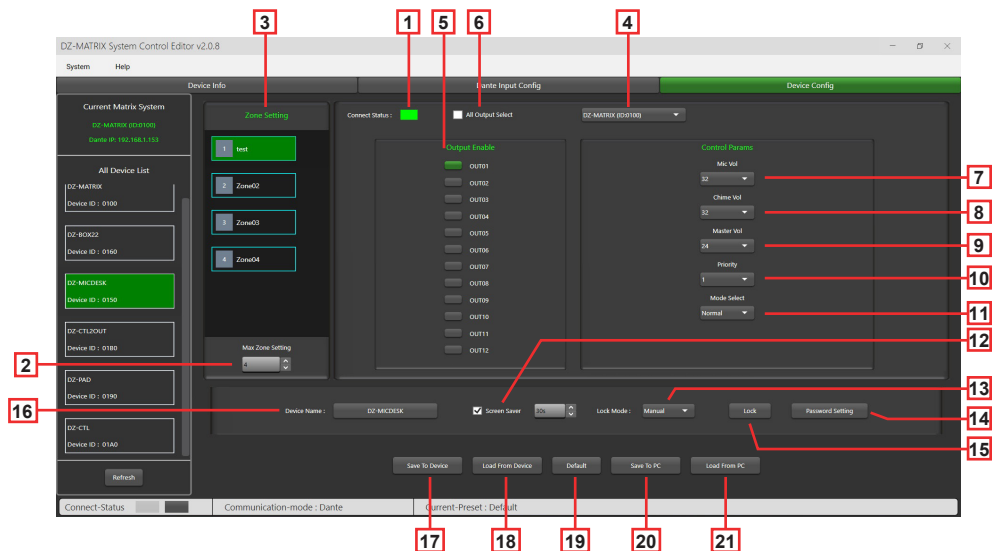 3
1
5
6
4
DZ-MATRIX System Control Editor v2.0.8
System Help
Device Info
Dante Input Config
Device Config
Current Matrix System
DZ-MATRIX (ID:0100)
Dante IP: 192.168.1.153
All Device List
DZ-MATRIX
Device ID : 0100
DZ-BOX22
Device ID : 0160
DZ-MICDESK
Device ID : 0150
DZ-CTL2OUT
Device ID : 01B0
DZ-PAD
Device ID : 0190
DZ-CTL
Device ID : 01A0
Refresh
Zone Setting
1 test
2 Zone02
3 Zone03
4 Zone04
Max Zone Setting
4
2
Connect Status :
All Output Select
DZ-MATRIX (ID:0100)
Output Enable
OUT01
OUT02
OUT03
OUT04
OUT05
OUT06
OUT07
OUT08
OUT09
OUT10
OUT11
OUT12
Control Params
Mic Vol
32
7
Chime Vol
32
8
Master Vol
24
9
Priority
1
10
Mode Select
Normal
11
12
13
16
Device Name :
DZ-MICDESK
Screen Saver
30s
Lock Mode :
Manual
Lock
Password Setting
14
15
Save To Device
Load From Device
Default
Save To PC
Load From PC
Connect-Status
Communication-mode : Dante
Current-Preset : Default
17
18
19
20
21